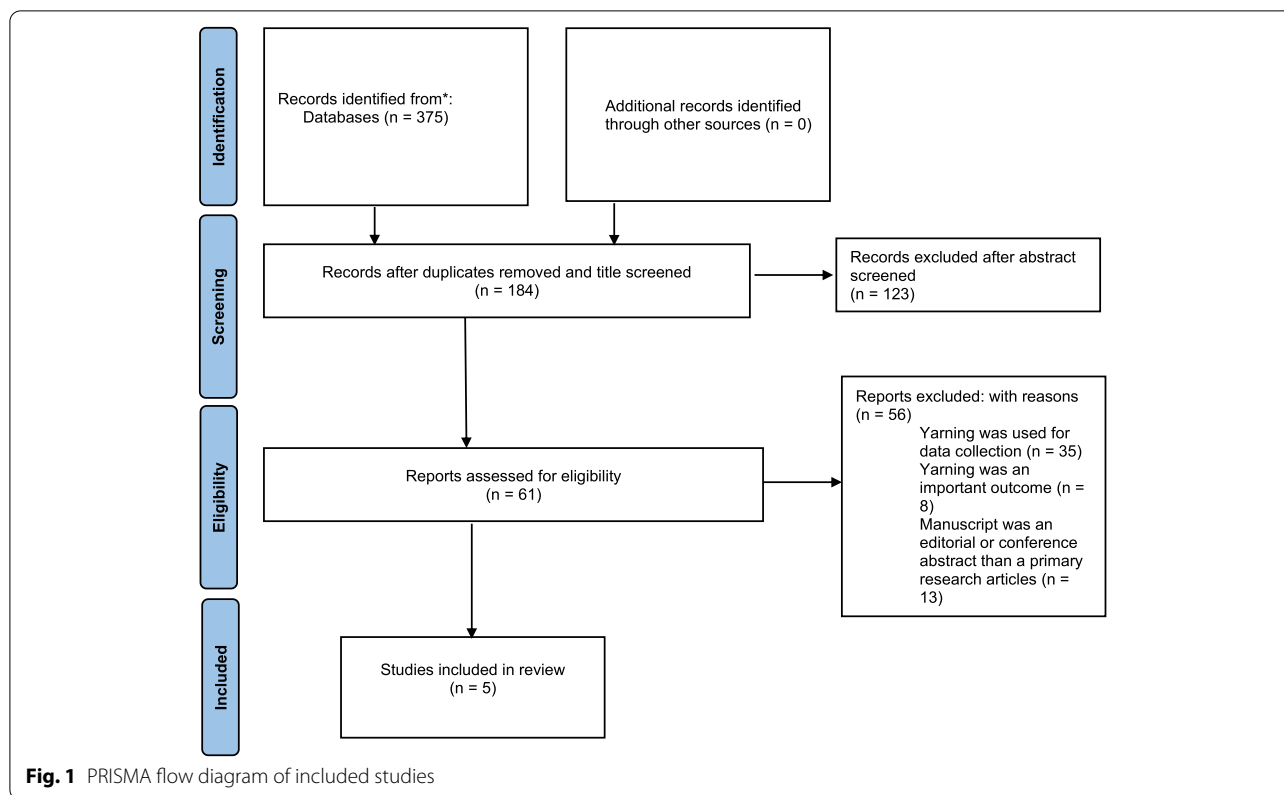 Identification
Records identified from*:
Databases (n = 375)
Additional records identified
through other sources (n = 0)
Screening
Records after duplicates removed and title screened
(n = 184)
Records excluded after abstract
screened
(n = 123)
Eligibility
Reports assessed for eligibility
(n = 61)
Reports excluded: with reasons
(n = 56)
Yarning was used for
data collection (n = 35)
Yarning was an
important outcome (n =
8)
Manuscript was an
editorial or conference
abstract than a primary
research articles (n =
13)
Included
Studies included in review
(n = 5)
Fig. 1 PRISMA flow diagram of included studies